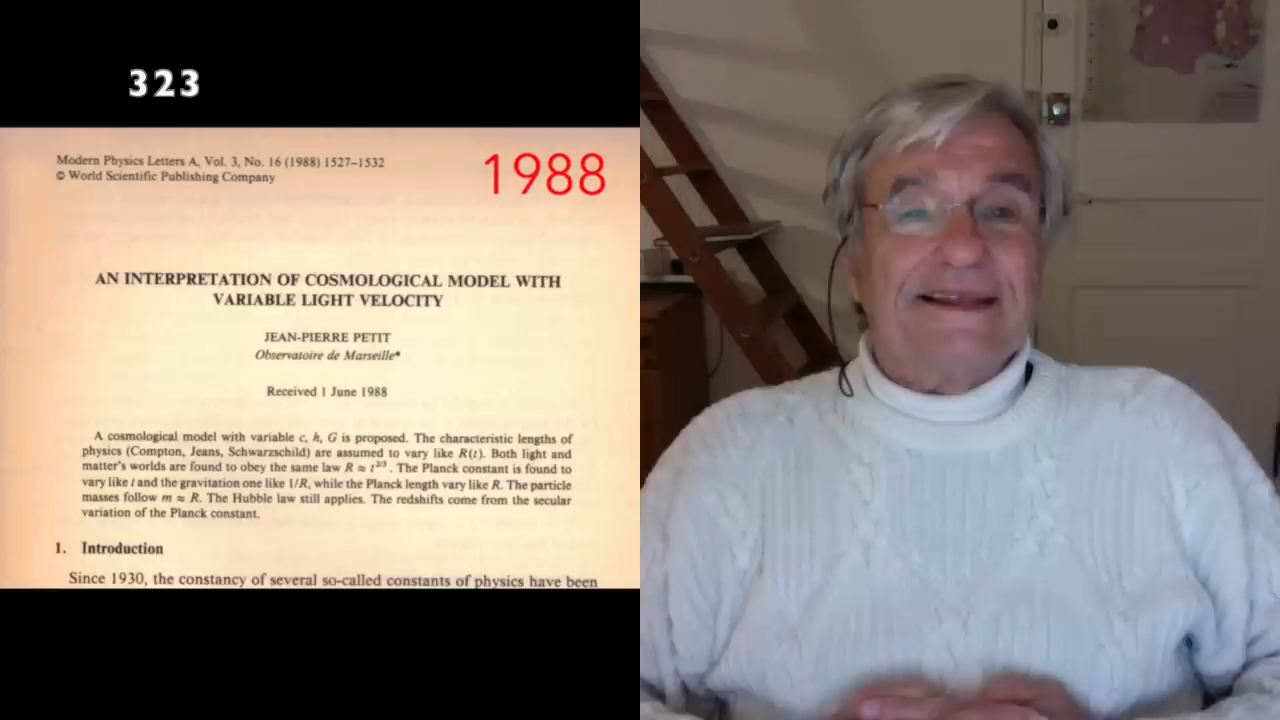 323
Modern Physics Letters A, Vol. 3, No. 16 (1988) 1527–1532
© World Scientific Publishing Company
1988
AN INTERPRETATION OF COSMOLOGICAL MODEL WITH
VARIABLE LIGHT VELOCITY
JEAN-PIERRE PETIT
Observatoire de Marseille*
Received 1 June 1988
A cosmological model with variable c, h, G is proposed. The characteristic lengths of
physics (Compton, Jeans, Schwarzschild) are assumed to vary like R(t). Both light and
matter's worlds are found to obey the same law R ≈ t^2/3. The Planck constant is found to
vary like t and the gravitation one like 1/R, while the Planck length vary like R. The particle
masses follow m ≈ R. The Hubble law still applies. The redshifts come from the secular
variation of the Planck constant.
1. Introduction
Since 1930, the constancy of several so-called constants of physics have been